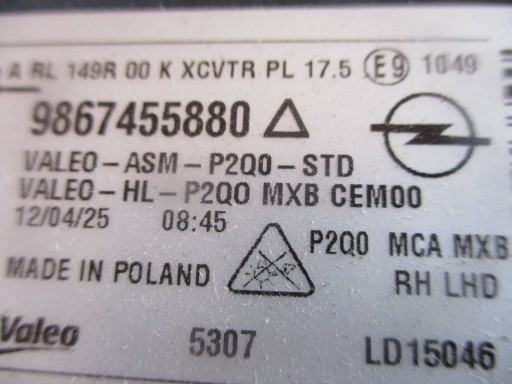 A RL 149R 00 K XCVTR PL 17.5 E9 1049
9867455880
VALEO-ASM-P2Q0-STD
VALEO-HL-P2QO MXB CEM00
12/04/25 08:45
P2Q0 MCA MXB
MADE IN POLAND
RH LHD
Valeo 5307 LD15046